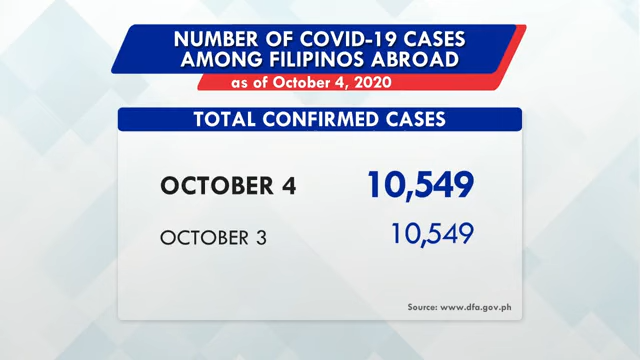 NUMBER OF COVID-19 CASES
AMONG FILIPINOS ABROAD
as of October 4, 2020
TOTAL CONFIRMED CASES
OCTOBER 4 10,549
OCTOBER 3 10,549
Source: www.dfa.gov.ph